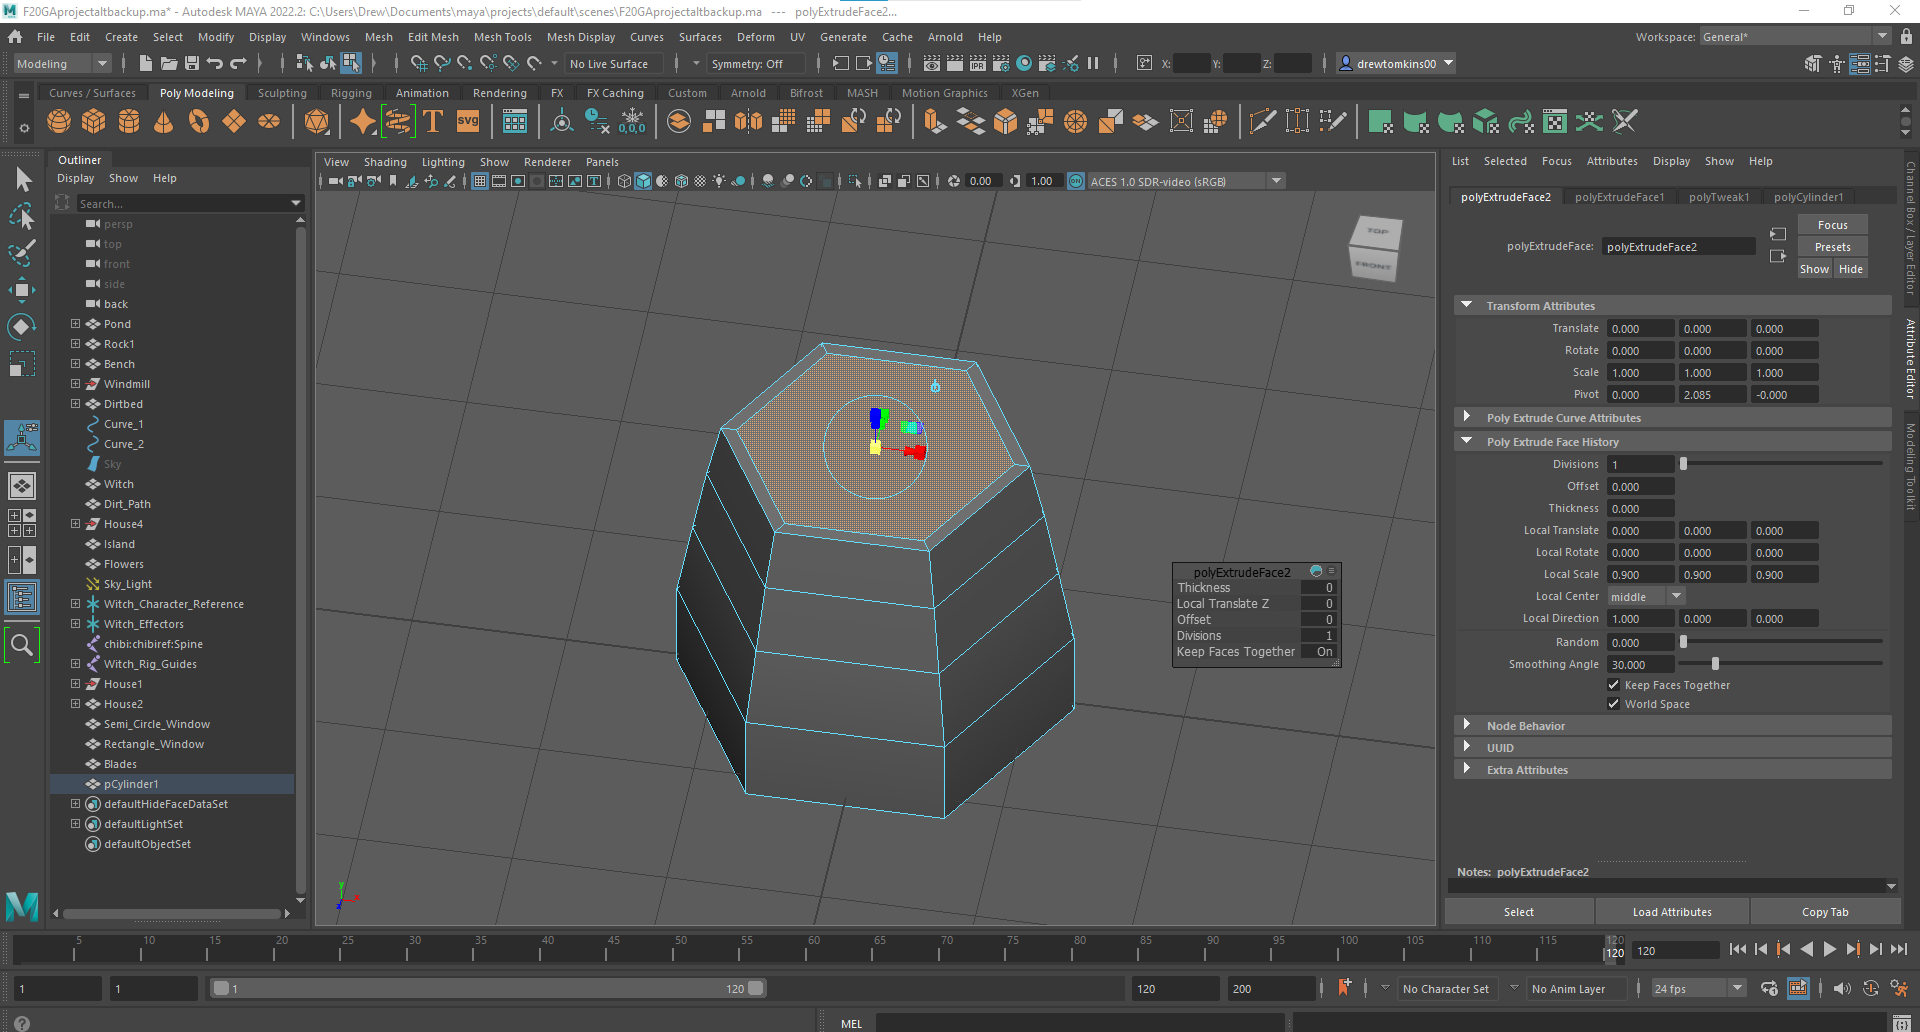 F20GAprojectaltbackup.ma* - Autodesk MAYA 2022.2: C:\Users\Drew\Documents\maya\projects\default\scenes\F20GAprojectaltbackup.ma --- polyExtrudeFace2...
File Edit Create Select Modify Display Windows Mesh Edit Mesh Mesh Tools Mesh Display Curves Surfaces Deform UV Generate Cache Arnold Help
Workspace: General*
Modeling No Live Surface Symmetry: Off X: Y: Z: drewtomkins00
Curves / Surfaces Poly Modeling Sculpting Rigging Animation Rendering FX FX Caching Custom Arnold Bifrost MASH Motion Graphics XGen
T svg 0,0,0
Outliner
Display Show Help
Search...
persp
top
front
side
back
Pond
Rock1
Bench
Windmill
Dirtbed
Curve_1
Curve_2
Sky
Witch
Dirt_Path
House4
Island
Flowers
Sky_Light
Witch_Character_Reference
Witch_Effectors
chibi:chibiref:Spine
Witch_Rig_Guides
House1
House2
Semi_Circle_Window
Rectangle_Window
Blades
pCylinder1
defaultHideFaceDataSet
defaultLightSet
defaultObjectSet
View Shading Lighting Show Renderer Panels
0.00 1.00 ACES 1.0 SDR-video (sRGB)
TOP
FRONT
polyExtrudeFace2
Thickness 0
Local Translate Z 0
Offset 0
Divisions 1
Keep Faces Together On
y
x
z
List Selected Focus Attributes Display Show Help
polyExtrudeFace2 polyExtrudeFace1 polyTweak1 polyCylinder1
polyExtrudeFace: polyExtrudeFace2
Focus
Presets
Show Hide
Transform Attributes
Translate 0.000 0.000 0.000
Rotate 0.000 0.000 0.000
Scale 1.000 1.000 1.000
Pivot 0.000 2.085 -0.000
Poly Extrude Curve Attributes
Poly Extrude Face History
Divisions 1
Offset 0.000
Thickness 0.000
Local Translate 0.000 0.000 0.000
Local Rotate 0.000 0.000 0.000
Local Scale 0.900 0.900 0.900
Local Center middle
Local Direction 1.000 0.000 0.000
Random 0.000
Smoothing Angle 30.000
Keep Faces Together
World Space
Node Behavior
UUID
Extra Attributes
Notes: polyExtrudeFace2
Select Load Attributes Copy Tab
Channel Box / Layer Editor
Attribute Editor
Modeling Toolkit
5 10 15 20 25 30 35 40 45 50 55 60 65 70 75 80 85 90 95 100 105 110 115 120
120 120
1 1 1 120 120 200 No Character Set No Anim Layer 24 fps
MEL